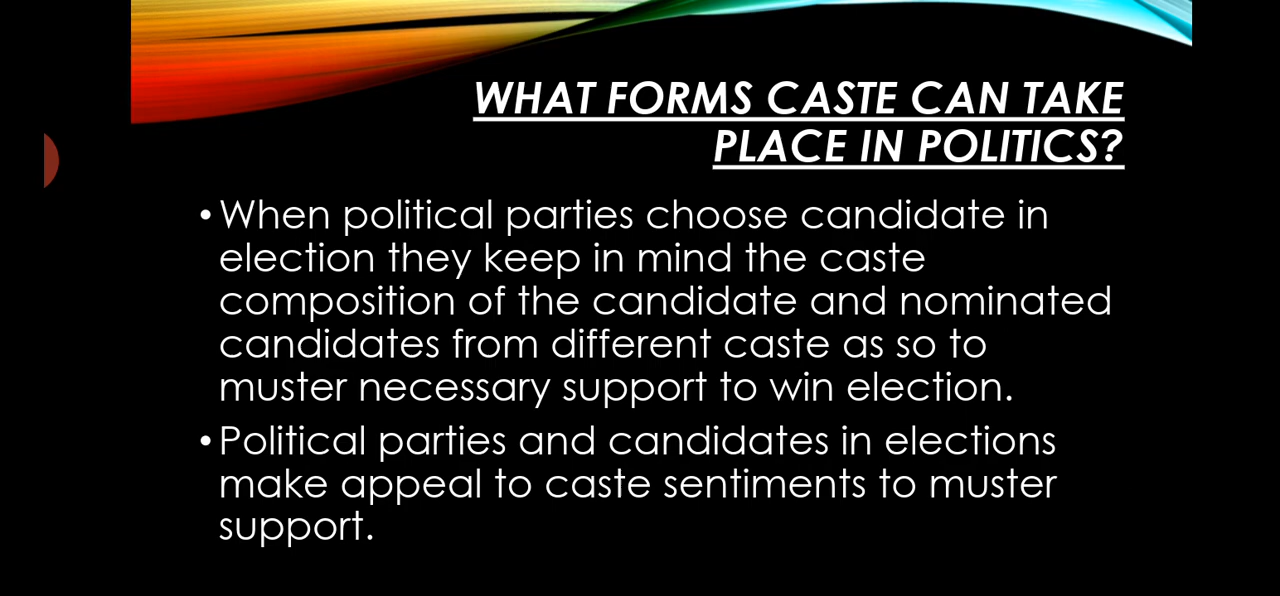 WHAT FORMS CASTE CAN TAKE
PLACE IN POLITICS?
• When political parties choose candidate in
election they keep in mind the caste
composition of the candidate and nominated
candidates from different caste as so to
muster necessary support to win election.
• Political parties and candidates in elections
make appeal to caste sentiments to muster
support.